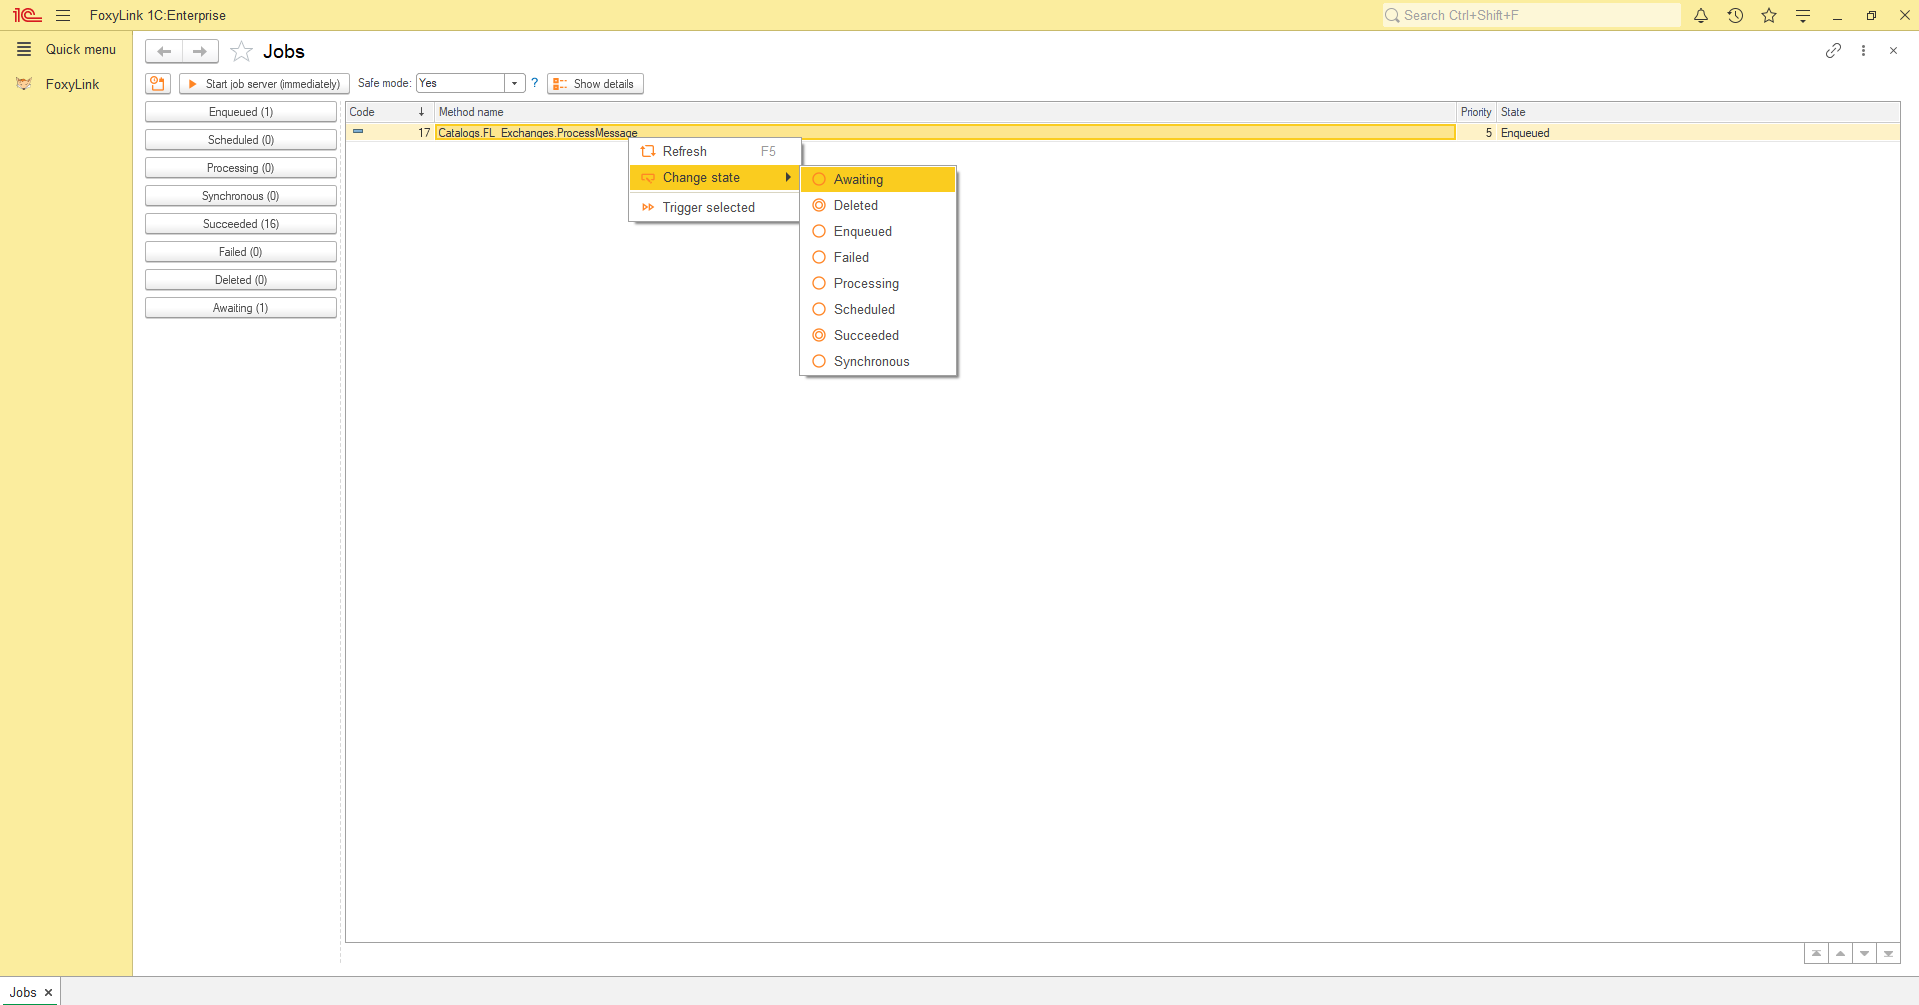 1C FoxyLink 1C:Enterprise
Search Ctrl+Shift+F
Quick menu
FoxyLink
Jobs
Start job server (immediately)
Safe mode: Yes
?
Show details
Enqueued (1)
Scheduled (0)
Processing (0)
Synchronous (0)
Succeeded (16)
Failed (0)
Deleted (0)
Awaiting (1)
Code ↓ Method name Priority State
17 Catalogs.FL_Exchanges.ProcessMessage 5 Enqueued
Refresh F5
Change state
Trigger selected
Awaiting
Deleted
Enqueued
Failed
Processing
Scheduled
Succeeded
Synchronous
Jobs